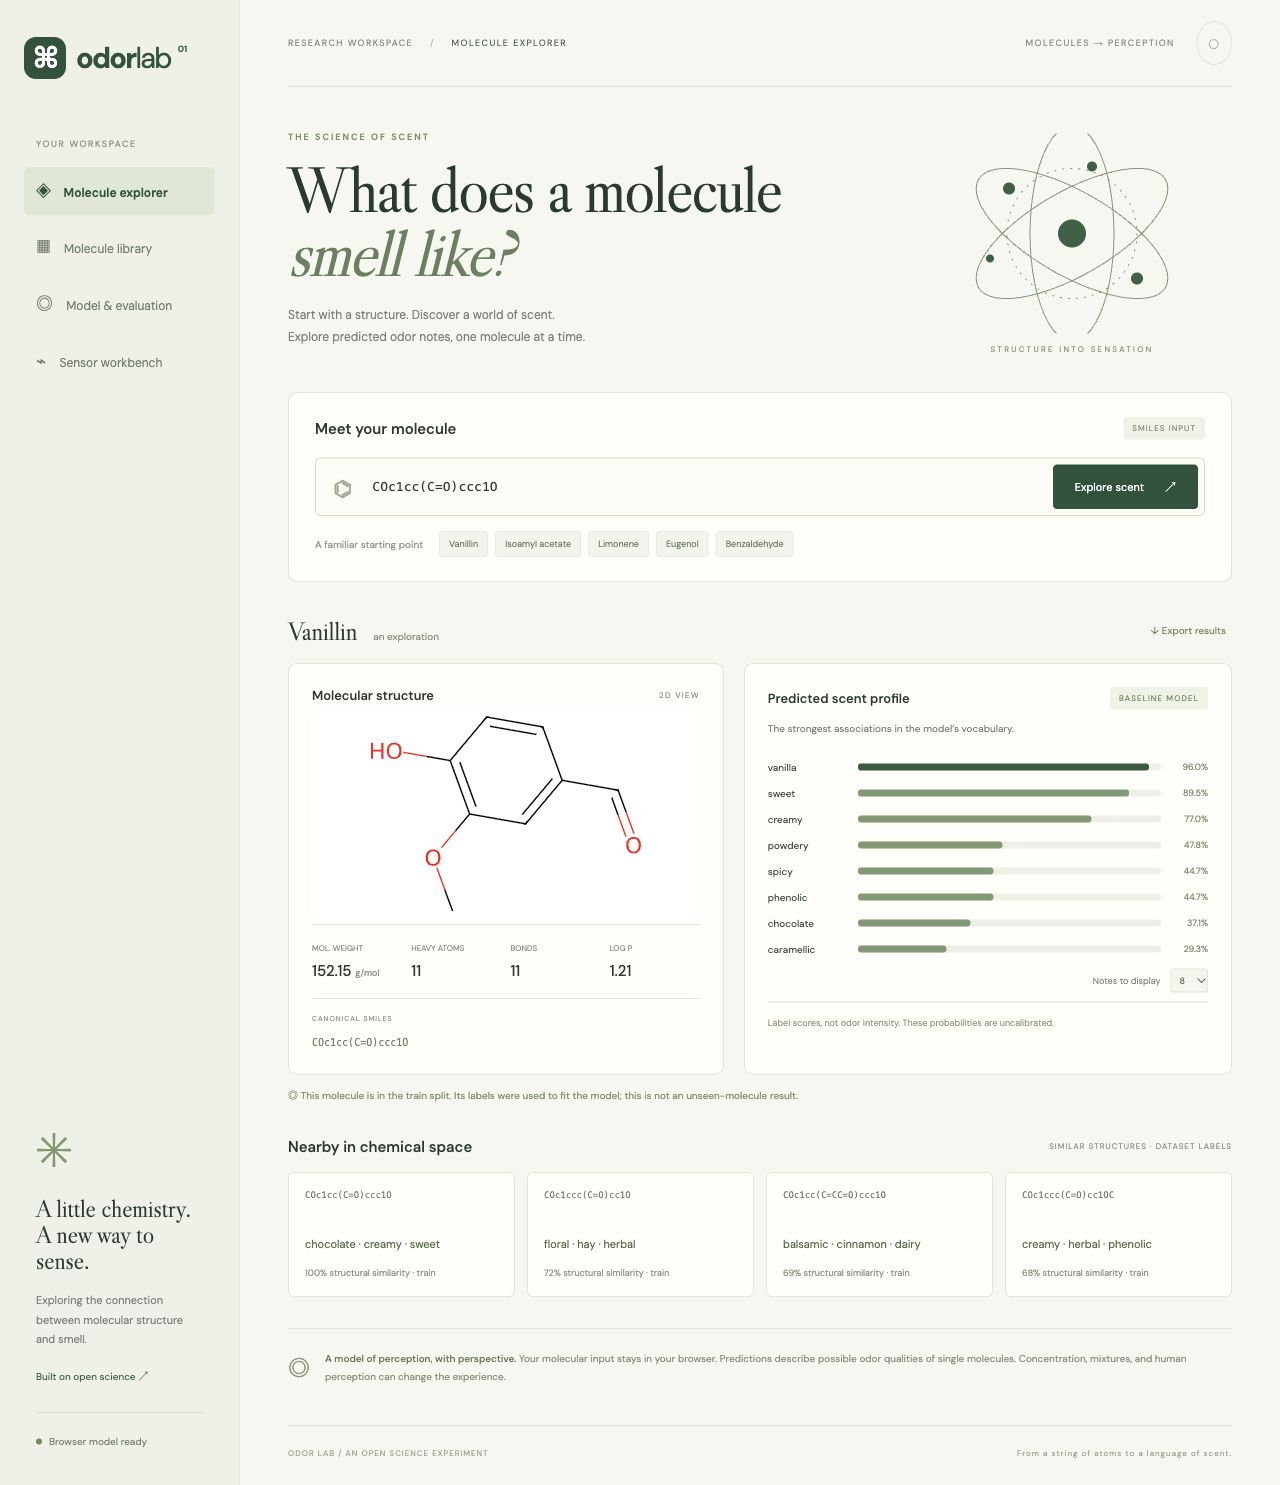 odorlab 01
YOUR WORKSPACE
Molecule explorer
Molecule library
Model & evaluation
Sensor workbench
A little chemistry.
A new way to
sense.
Exploring the connection
between molecular structure
and smell.
Built on open science ↗
Browser model ready
RESEARCH WORKSPACE / MOLECULE EXPLORER
MOLECULES → PERCEPTION
THE SCIENCE OF SCENT
What does a molecule
smell like?
Start with a structure. Discover a world of scent.
Explore predicted odor notes, one molecule at a time.
STRUCTURE INTO SENSATION
Meet your molecule
SMILES INPUT
COc1cc(C=O)ccc1O
Explore scent ↗
A familiar starting point
Vanillin
Isoamyl acetate
Limonene
Eugenol
Benzaldehyde
Vanillin an exploration
↓ Export results
Molecular structure
2D VIEW
HO
O
O
MOL. WEIGHT
152.15 g/mol
HEAVY ATOMS
11
BONDS
11
LOG P
1.21
CANONICAL SMILES
COc1cc(C=O)ccc1O
Predicted scent profile
BASELINE MODEL
The strongest associations in the model's vocabulary.
vanilla 96.0%
sweet 89.5%
creamy 77.0%
powdery 47.8%
spicy 44.7%
phenolic 44.7%
chocolate 37.1%
caramellic 29.3%
Notes to display 8
Label scores, not odor intensity. These probabilities are uncalibrated.
This molecule is in the train split. Its labels were used to fit the model; this is not an unseen-molecule result.
Nearby in chemical space
SIMILAR STRUCTURES · DATASET LABELS
COc1cc(C=O)ccc1O
chocolate · creamy · sweet
100% structural similarity · train
COc1ccc(C=O)cc1O
floral · hay · herbal
72% structural similarity · train
COc1cc(C=CC=O)ccc1O
balsamic · cinnamon · dairy
69% structural similarity · train
COc1ccc(C=O)cc1OC
creamy · herbal · phenolic
68% structural similarity · train
A model of perception, with perspective. Your molecular input stays in your browser. Predictions describe possible odor qualities of single molecules. Concentration, mixtures, and human
perception can change the experience.
ODOR LAB / AN OPEN SCIENCE EXPERIMENT
From a string of atoms to a language of scent.